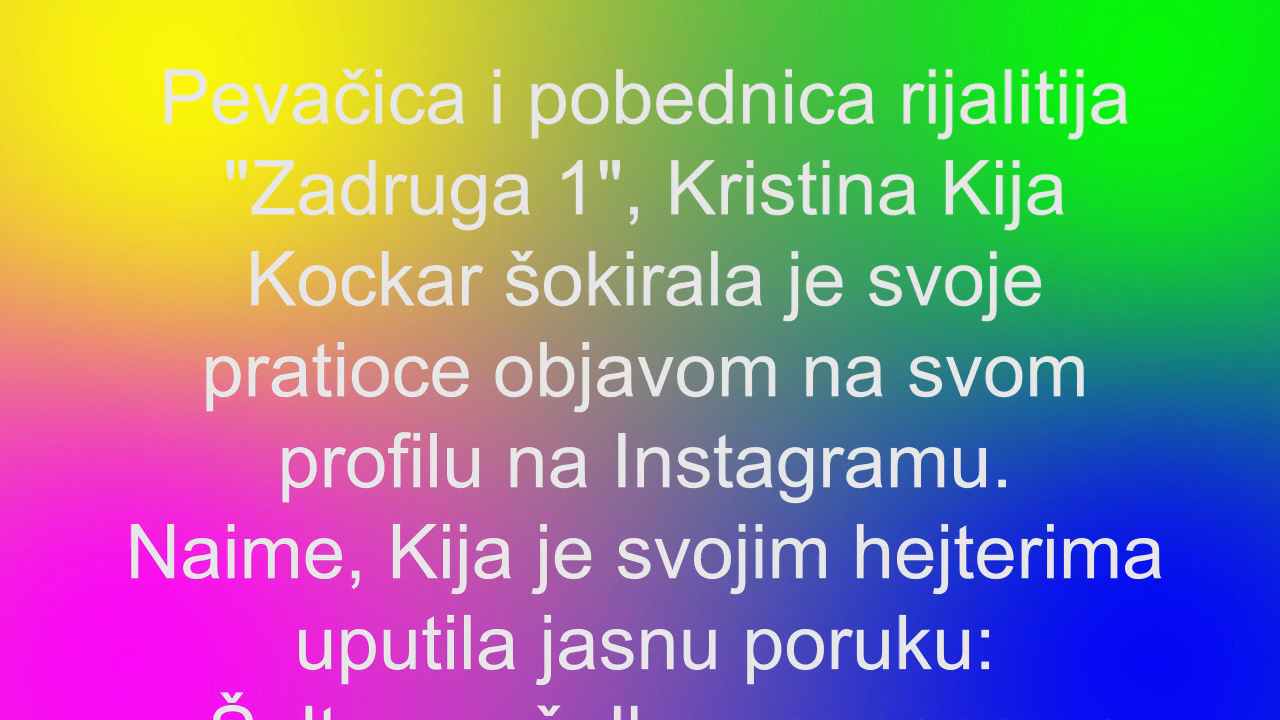 Pevačica i pobednica rijalitija
"Zadruga 1", Kristina Kija
Kockar šokirala je svoje
pratioce objavom na svom
profilu na Instagramu.
Naime, Kija je svojim hejterima
uputila jasnu poruku: